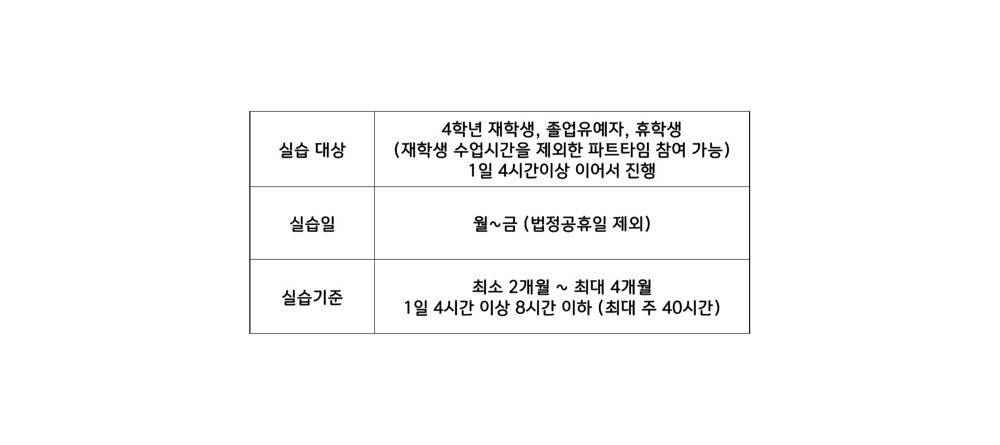 실습 대상
4학년 재학생, 졸업유예자, 휴학생
(재학생 수업시간을 제외한 파트타임 참여 가능)
1일 4시간이상 이어서 진행
실습일
월~금 (법정공휴일 제외)
실습기준
최소 2개월 ~ 최대 4개월
1일 4시간 이상 8시간 이하 (최대 주 40시간)